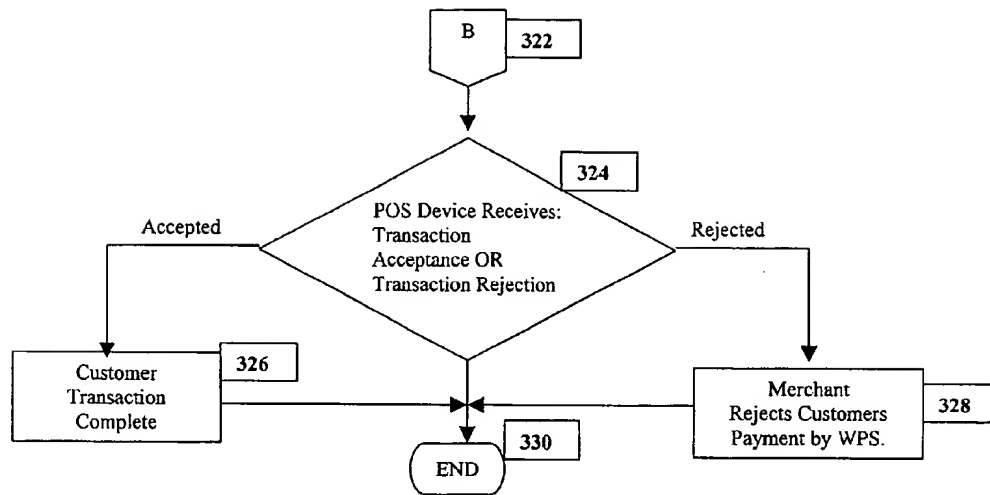 B
322
324
POS Device Receives:
Transaction
Acceptance OR
Transaction Rejection
Accepted
Rejected
326
Customer
Transaction
Complete
Merchant
Rejects Customers
Payment by WPS.
328
330
END